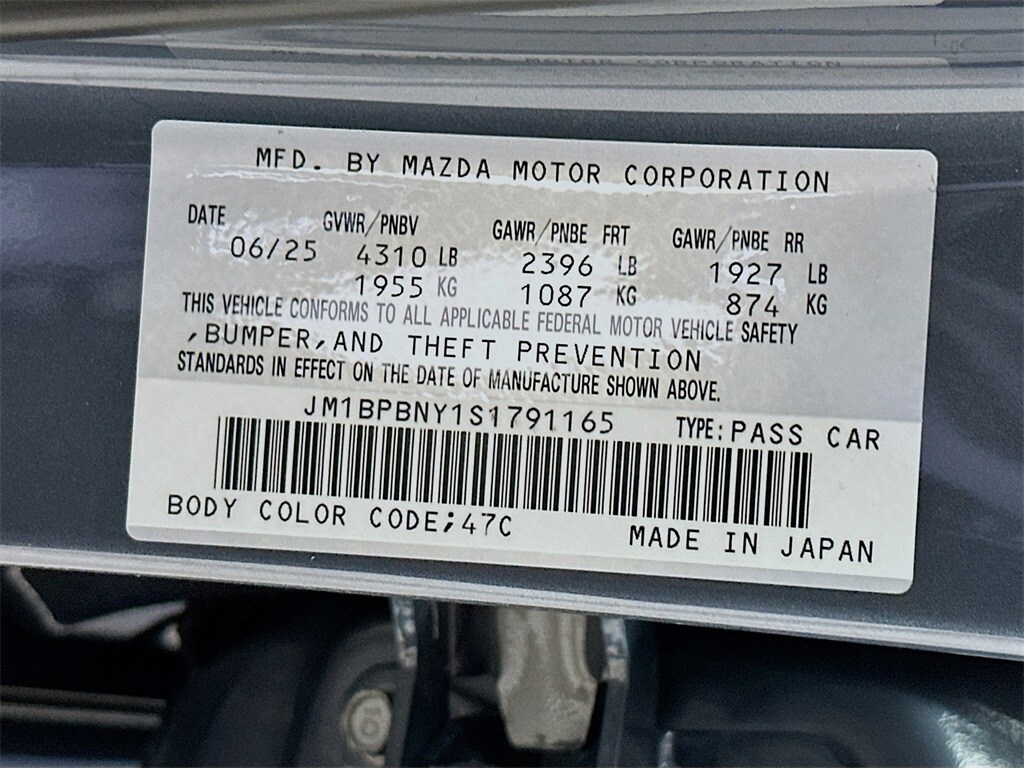 MFD. BY MAZDA MOTOR CORPORATION
DATE GVWR/PNBV GAWR/PNBE FRT GAWR/PNBE RR
06/25 4310 LB 2396 LB 1927 LB
1955 KG 1087 KG 874 KG
THIS VEHICLE CONFORMS TO ALL APPLICABLE FEDERAL MOTOR VEHICLE SAFETY
,BUMPER,AND THEFT PREVENTION
STANDARDS IN EFFECT ON THE DATE OF MANUFACTURE SHOWN ABOVE.
JM1BPBNY1S1791165 TYPE:PASS CAR
BODY COLOR CODE;47C MADE IN JAPAN